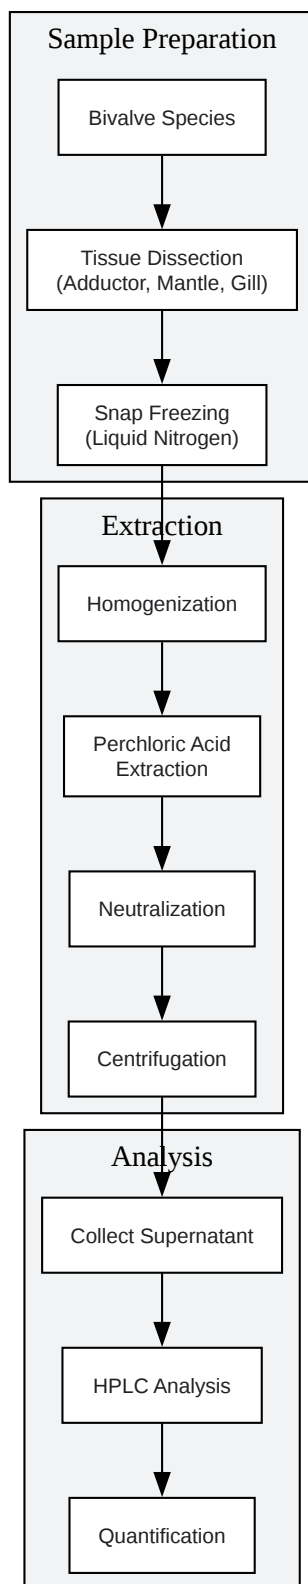 Sample Preparation
Bivalve Species
Tissue Dissection
(Adductor, Mantle, Gill)
Snap Freezing
(Liquid Nitrogen)
Extraction
Homogenization
Perchloric Acid
Extraction
Neutralization
Centrifugation
Analysis
Collect Supernatant
HPLC Analysis
Quantification